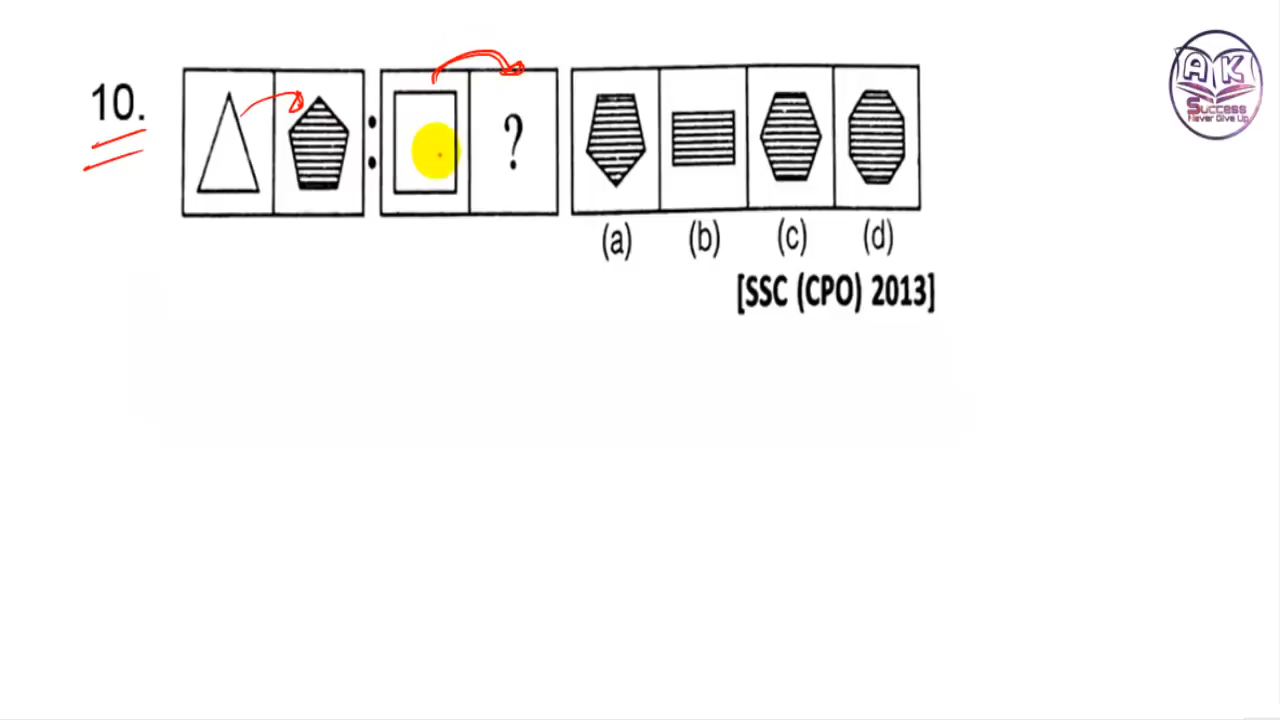 10.
: ?
(a) (b) (c) (d)
[SSC (CPO) 2013]
AK
Success
Never Give Up